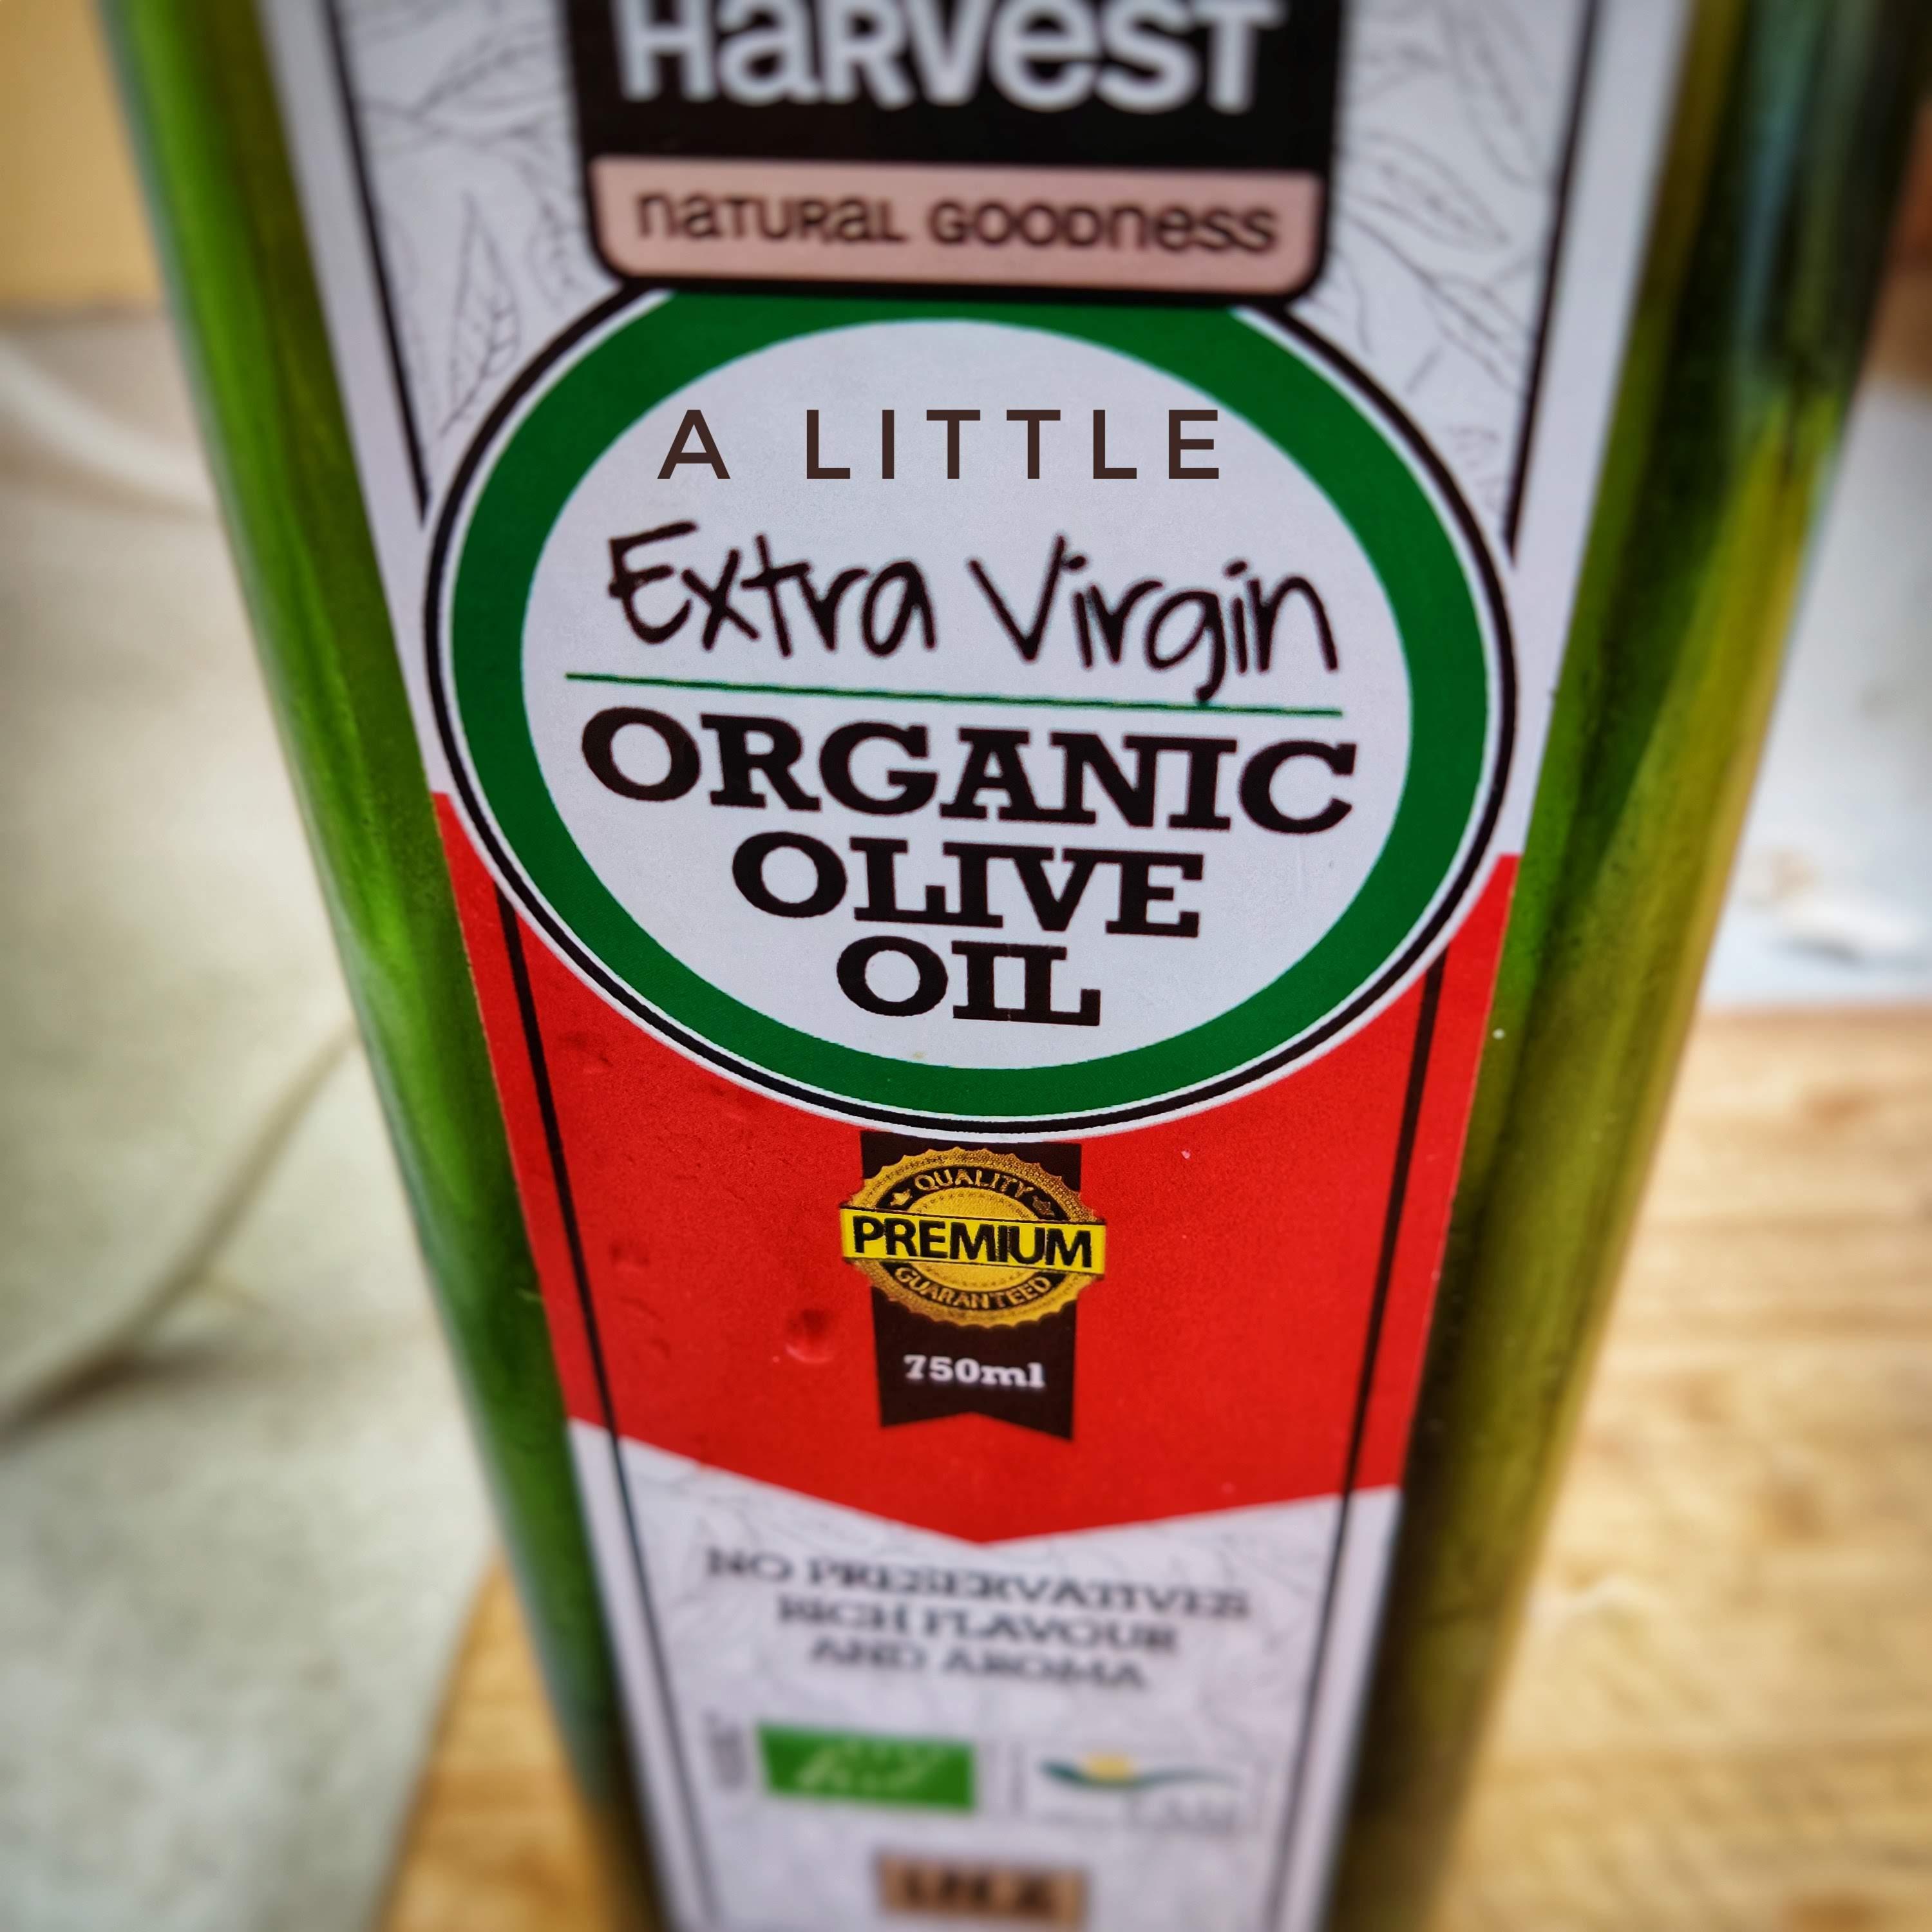 HARVEST
NATURAL GOODNESS
A LITTLE
Extra Virgin
ORGANIC
OLIVE
OIL
QUALITY
PREMIUM
GUARANTEED
750ml
NO PRESERVATIVES
RICH FLAVOUR
AND AROMA